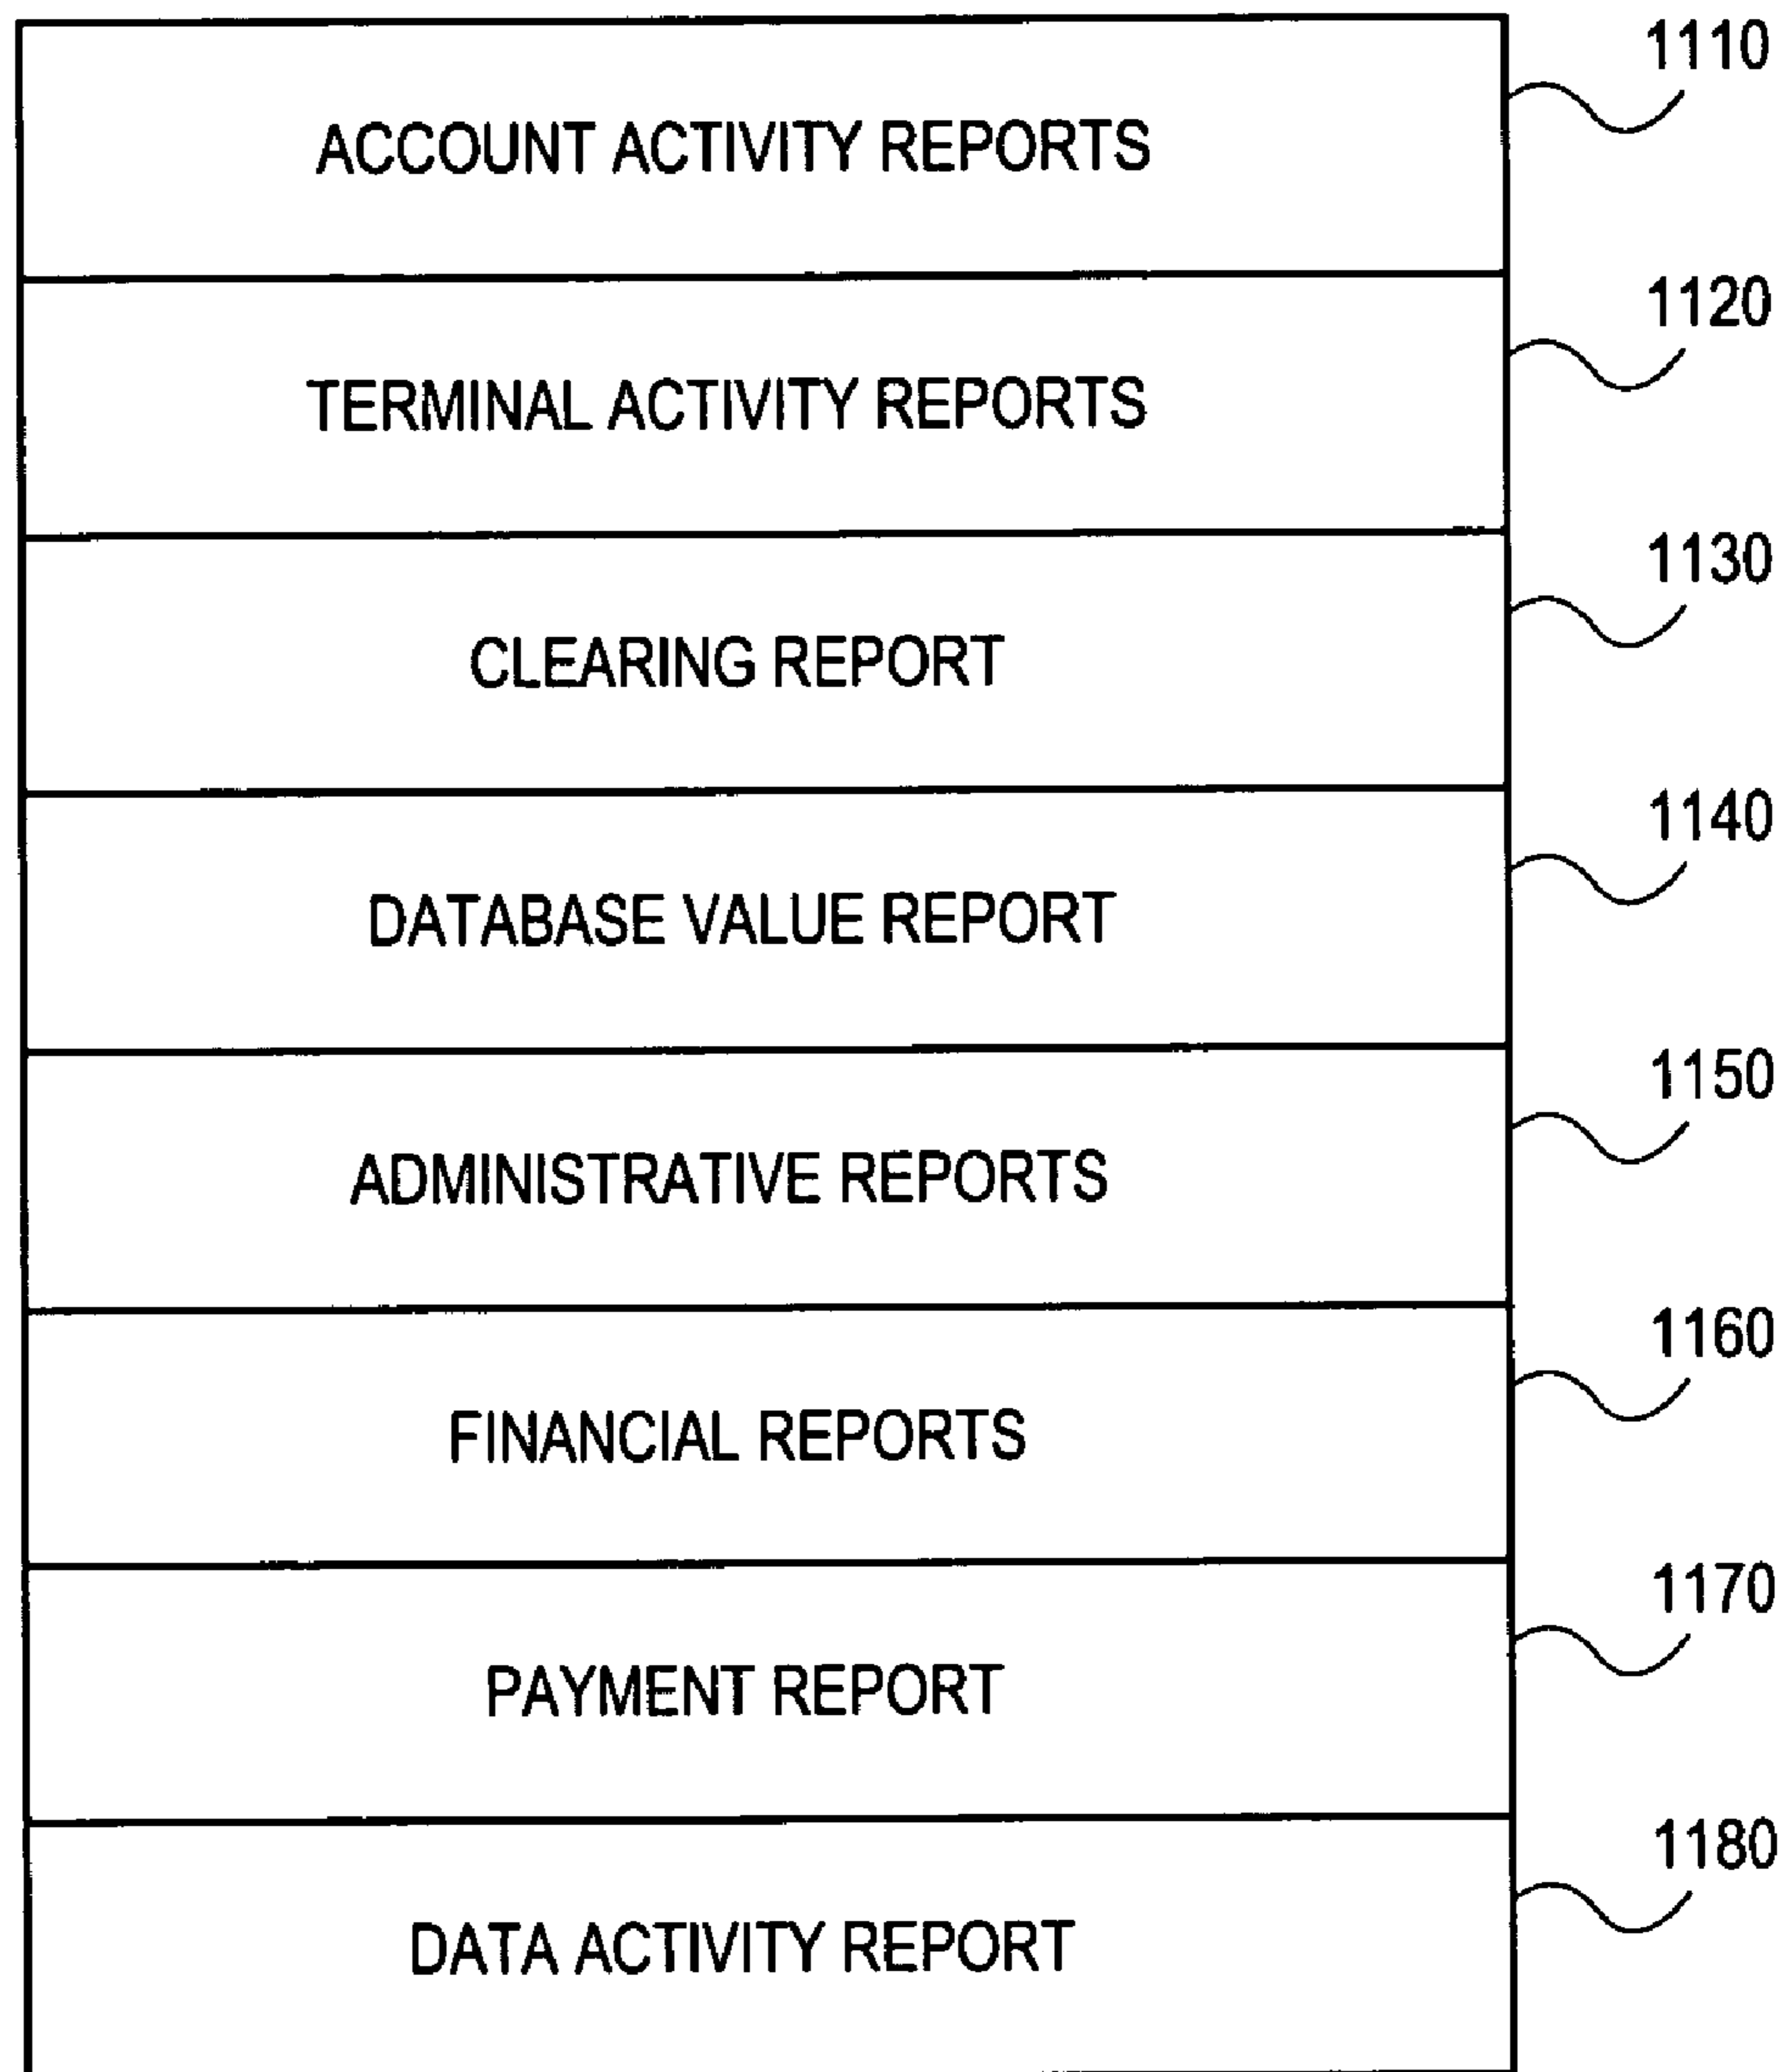 1110
ACCOUNT ACTIVITY REPORTS
1120
TERMINAL ACTIVITY REPORTS
1130
CLEARING REPORT
1140
DATABASE VALUE REPORT
1150
ADMINISTRATIVE REPORTS
1160
FINANCIAL REPORTS
1170
PAYMENT REPORT
1180
DATA ACTIVITY REPORT